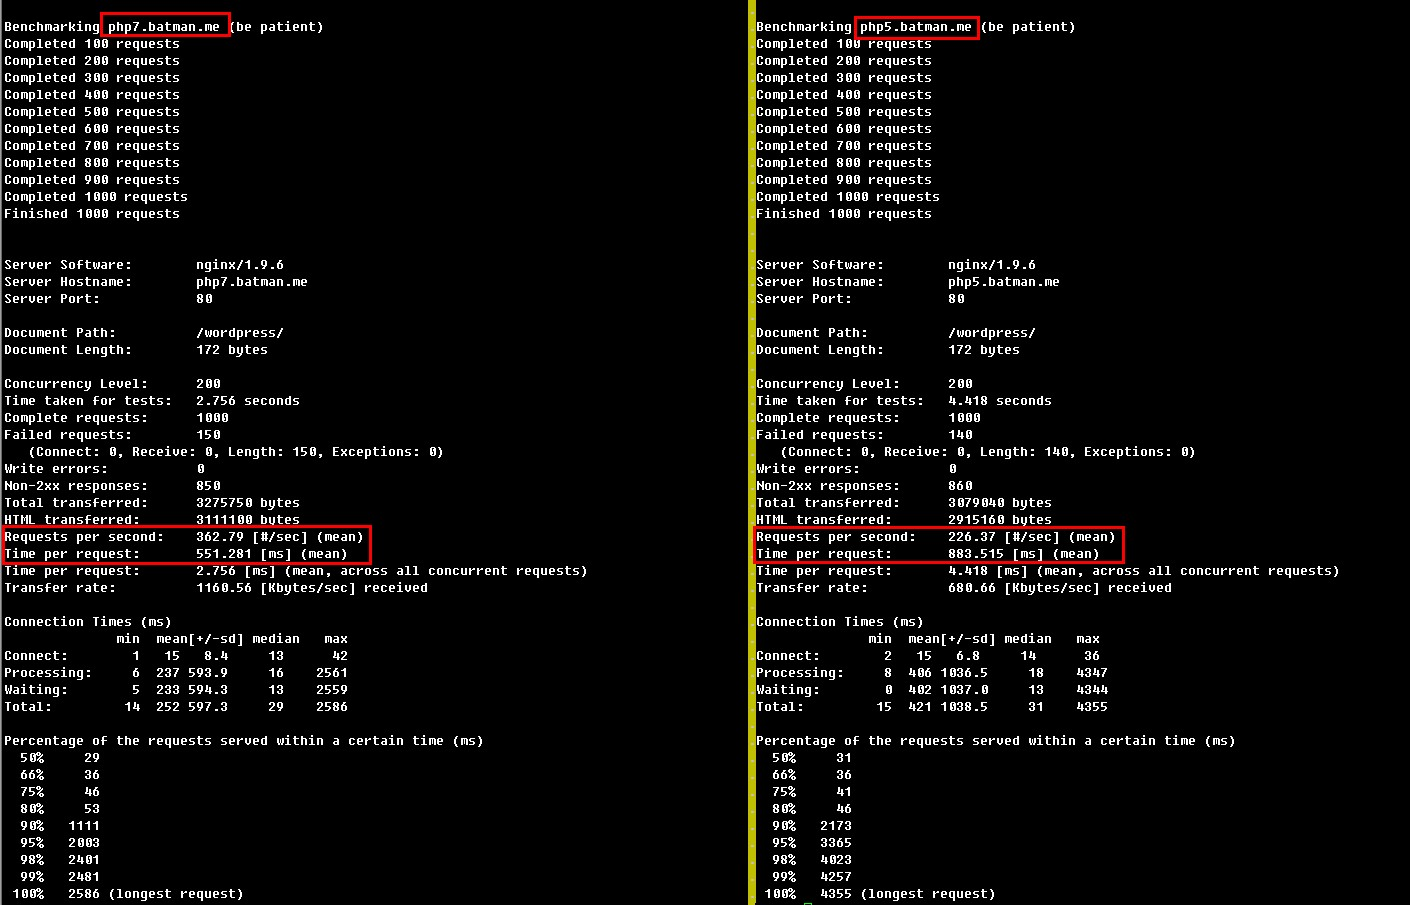 Benchmarking php7.batman.me (be patient)
Completed 100 requests
Completed 200 requests
Completed 300 requests
Completed 400 requests
Completed 500 requests
Completed 600 requests
Completed 700 requests
Completed 800 requests
Completed 900 requests
Completed 1000 requests
Finished 1000 requests
Server Software: nginx/1.9.6
Server Hostname: php7.batman.me
Server Port: 80
Document Path: /wordpress/
Document Length: 172 bytes
Concurrency Level: 200
Time taken for tests: 2.756 seconds
Complete requests: 1000
Failed requests: 150
(Connect: 0, Receive: 0, Length: 150, Exceptions: 0)
Write errors: 0
Non-2xx responses: 850
Total transferred: 3275750 bytes
HTML transferred: 3111100 bytes
Requests per second: 362.79 [#/sec] (mean)
Time per request: 551.281 [ms] (mean)
Time per request: 2.756 [ms] (mean, across all concurrent requests)
Transfer rate: 1160.56 [Kbytes/sec] received
Connection Times (ms)
min mean[+/-sd] median max
Connect: 1 15 8.4 13 42
Processing: 6 237 593.9 16 2561
Waiting: 5 233 594.3 13 2559
Total: 14 252 597.3 29 2586
Percentage of the requests served within a certain time (ms)
50% 29
66% 36
75% 46
80% 53
90% 1111
95% 2003
98% 2401
99% 2481
100% 2586 (longest request)
Benchmarking php5.batman.me (be patient)
Completed 100 requests
Completed 200 requests
Completed 300 requests
Completed 400 requests
Completed 500 requests
Completed 600 requests
Completed 700 requests
Completed 800 requests
Completed 900 requests
Completed 1000 requests
Finished 1000 requests
Server Software: nginx/1.9.6
Server Hostname: php5.batman.me
Server Port: 80
Document Path: /wordpress/
Document Length: 172 bytes
Concurrency Level: 200
Time taken for tests: 4.418 seconds
Complete requests: 1000
Failed requests: 140
(Connect: 0, Receive: 0, Length: 140, Exceptions: 0)
Write errors: 0
Non-2xx responses: 860
Total transferred: 3079040 bytes
HTML transferred: 2915160 bytes
Requests per second: 226.37 [#/sec] (mean)
Time per request: 883.515 [ms] (mean)
Time per request: 4.418 [ms] (mean, across all concurrent requests)
Transfer rate: 680.66 [Kbytes/sec] received
Connection Times (ms)
min mean[+/-sd] median max
Connect: 2 15 6.8 14 36
Processing: 8 406 1036.5 18 4347
Waiting: 0 402 1037.0 13 4344
Total: 15 421 1038.5 31 4355
Percentage of the requests served within a certain time (ms)
50% 31
66% 36
75% 41
80% 46
90% 2173
95% 3365
98% 4023
99% 4257
100% 4355 (longest request)